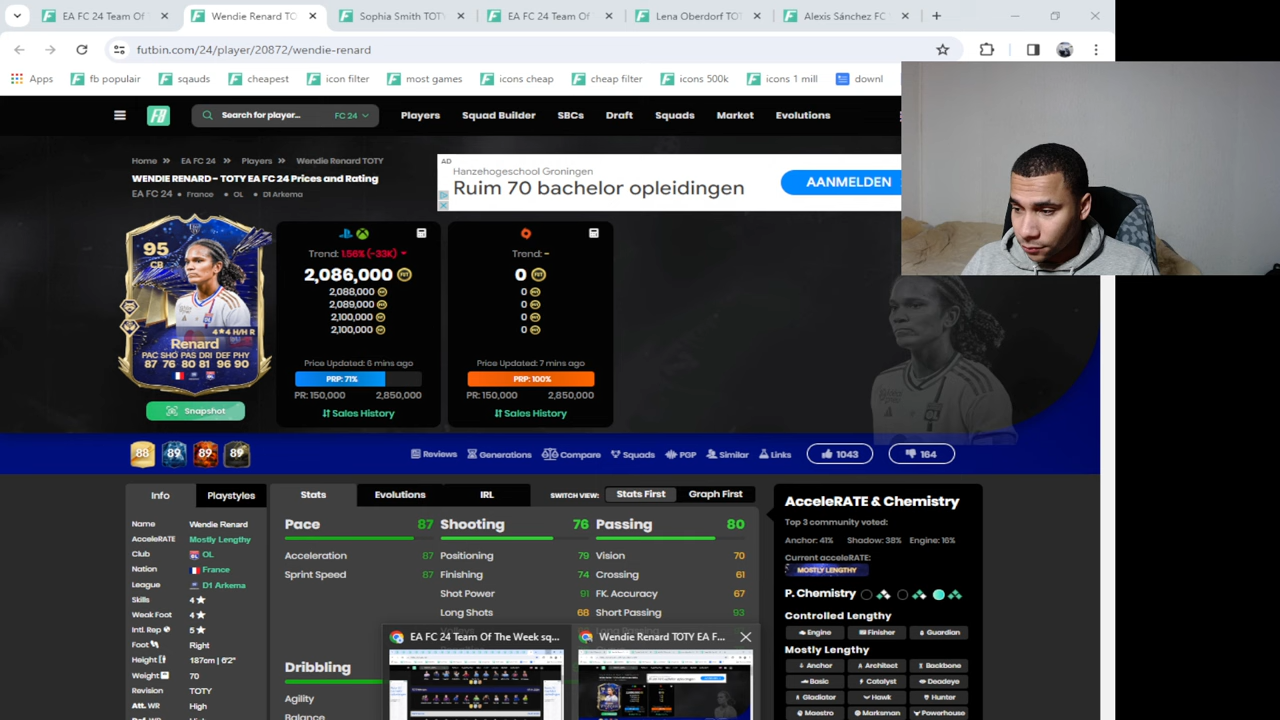 EA FC 24 Team Of T
Wendie Renard TO
Sophia Smith TOTY
EA FC 24 Team Of
Lena Oberdorf TO
Alexis Sánchez FC
futbin.com/24/player/20872/wendie-renard
Apps fb populair sqauds cheapest icon filter most games icons cheap cheap filter icons 500k icons 1 mill downl
Search for player... FC 24
Players Squad Builder SBCs Draft Squads Market Evolutions
Home EA FC 24 Players Wendie Renard TOTY
WENDIE RENARD - TOTY EA FC 24 Prices and Rating
EA FC 24 • France • OL • D1 Arkema
AD
Hanzehogeschool Groningen
Ruim 70 bachelor opleidingen
AANMELDEN
95
CB
4★4 H/H R
Renard
PAC SHO PAS DRI DEF PHY
87 76 80 81 96 90
Snapshot
Trend: 1.56% (-33K)
2,086,000
2,088,000
2,089,000
2,100,000
2,100,000
Price Updated: 6 mins ago
PRP: 71%
PR: 150,000 2,850,000
Sales History
Trend: -
0
0
0
0
0
Price Updated: 7 mins ago
PRP: 100%
PR: 150,000 2,850,000
Sales History
88 89 89 89
Reviews Generations Compare Squads PGP Similar Links 1043 164
Info Playstyles
Name Wendie Renard
AcceleRATE Mostly Lengthy
Club OL
Nation France
League D1 Arkema
Skills 4★
Weak Foot 4★
Intl. Rep 5★
Foot Right
Height 187cm | 6'2"
Weight 70
Revision TOTY
Att. WR High
Stats Evolutions IRL SWITCH VIEW: Stats First Graph First
Pace 87
Acceleration 87
Sprint Speed 87
Shooting 76
Positioning 79
Finishing 74
Shot Power 91
Long Shots 68
Passing 80
Vision 70
Crossing 61
FK. Accuracy 67
Short Passing 93
Dribbling
Agility
Balance
EA FC 24 Team Of The Week sq...
Wendie Renard TOTY EA F...
AcceleRATE & Chemistry
Top 3 community voted:
Anchor: 41% Shadow: 38% Engine: 16%
Current acceleRATE:
MOSTLY LENGTHY
P. Chemistry
Controlled Lengthy
Engine Finisher Guardian
Mostly Lengthy
Anchor Architect Backbone
Basic Catalyst Deadeye
Gladiator Hawk Hunter
Maestro Marksman Powerhouse